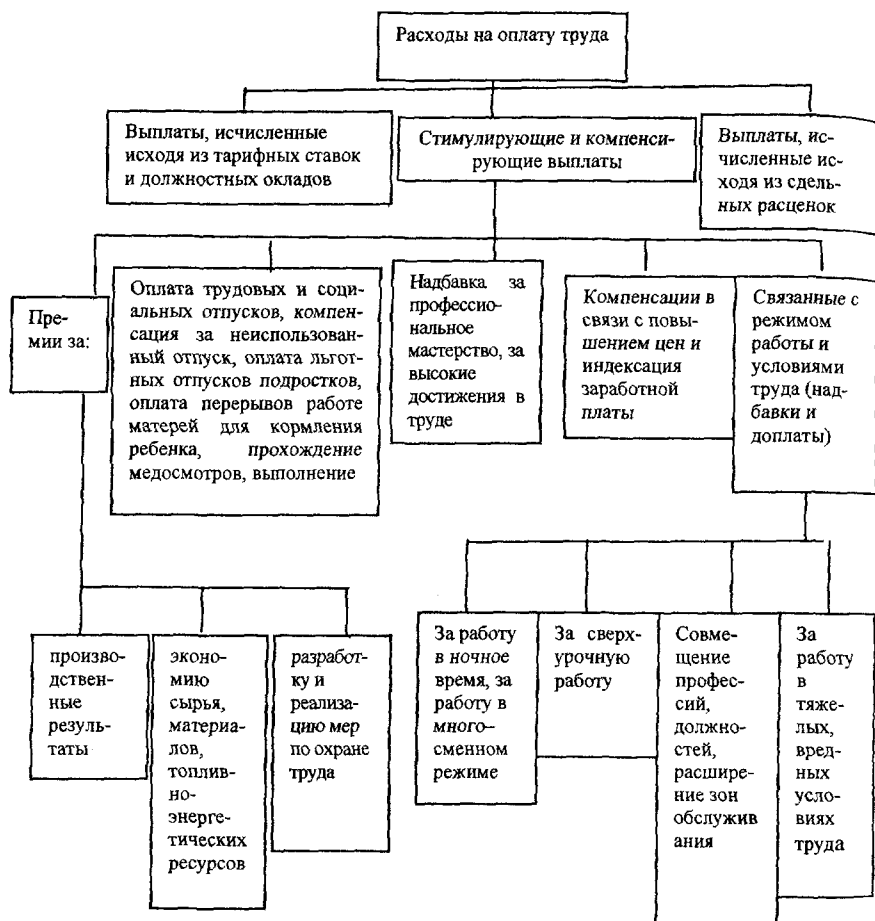 Расходы на оплату труда
Выплаты, исчисленные
исходя из тарифных ставок
и должностных окладов
Стимулирующие и компенси-
рующие выплаты
Выплаты, ис-
численные ис-
ходя из сдель-
ных расценок
Пре-
мии за:
Оплата трудовых и соци-
альных отпусков, компен-
сация за неиспользован-
ный отпуск, оплата льгот-
ных отпусков подростков,
оплата перерывов работе
матерей для кормления
ребенка, прохождение
медосмотров, выполнение
Надбавка за
профессио-
нальное
мастерство, за
высокие
достижения в
труде
Компенсации в
связи с повы-
шением цен и
индексация
заработной
платы
Связанные с
режимом
работы и
условиями
труда (над-
бавки и
доплаты)
произво-
дствен-
ные
резуль-
таты
эконо-
мию
сырья,
материа-
лов,
топлив-
но-
энерге-
тических
ресурсов
разработ-
ку и
реализа-
цию мер
по охране
труда
За работу
в ночное
время, за
работу в
много-
сменном
режиме
За сверх-
урочную
работу
Совме-
щение
профес-
сий,
должно-
стей,
расшире-
ние зон
обслужив
ания
За
работу
в
тяже-
лых,
вред-
ных
усло-
виях
труда